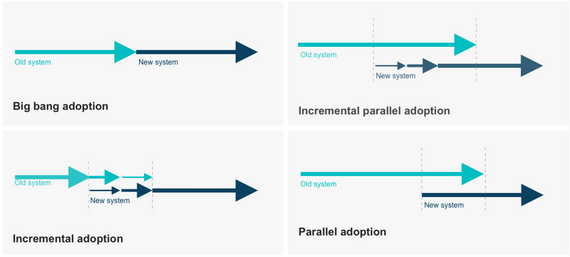 Old system
New system
Big bang adoption
Old system
New system
Incremental parallel adoption
Old system
New system
Incremental adoption
Old system
New system
Parallel adoption